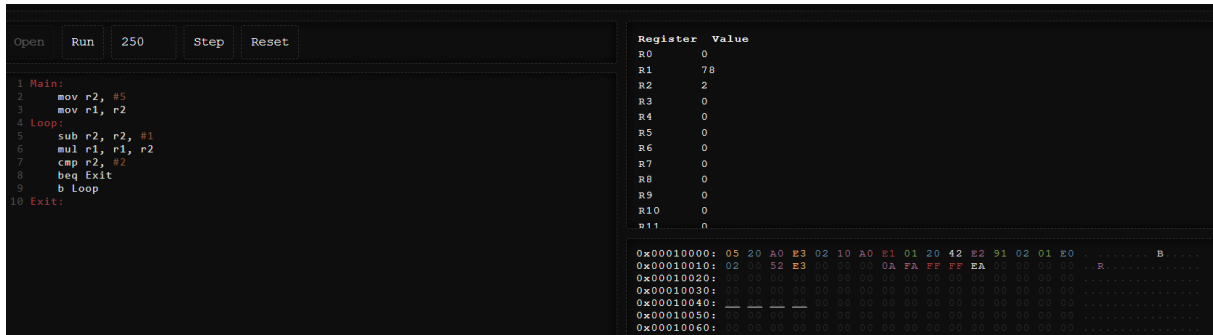 Open Run 250 Step Reset
1 Main:
2 mov r2, #5
3 mov r1, r2
4 Loop:
5 sub r2, r2, #1
6 mul r1, r1, r2
7 cmp r2, #2
8 beq Exit
9 b Loop
10 Exit:
Register Value
R0 0
R1 78
R2 2
R3 0
R4 0
R5 0
R6 0
R7 0
R8 0
R9 0
R10 0
R11 0
0x00010000: 05 20 A0 E3 02 10 A0 E1 01 20 42 E2 91 02 01 E0 . . . . . . . . . B . . . . .
0x00010010: 02 00 52 E3 00 00 00 0A FA FF FF EA 00 00 00 00 . . R . . . . . . . . . . . . .
0x00010020: 00 00 00 00 00 00 00 00 00 00 00 00 00 00 00 00 . . . . . . . . . . . . . . . .
0x00010030: 00 00 00 00 00 00 00 00 00 00 00 00 00 00 00 00 . . . . . . . . . . . . . . . .
0x00010040: 00 00 00 00 00 00 00 00 00 00 00 00 00 00 00 00 . . . . . . . . . . . . . . . .
0x00010050: 00 00 00 00 00 00 00 00 00 00 00 00 00 00 00 00 . . . . . . . . . . . . . . . .
0x00010060: 00 00 00 00 00 00 00 00 00 00 00 00 00 00 00 00 . . . . . . . . . . . . . . . .